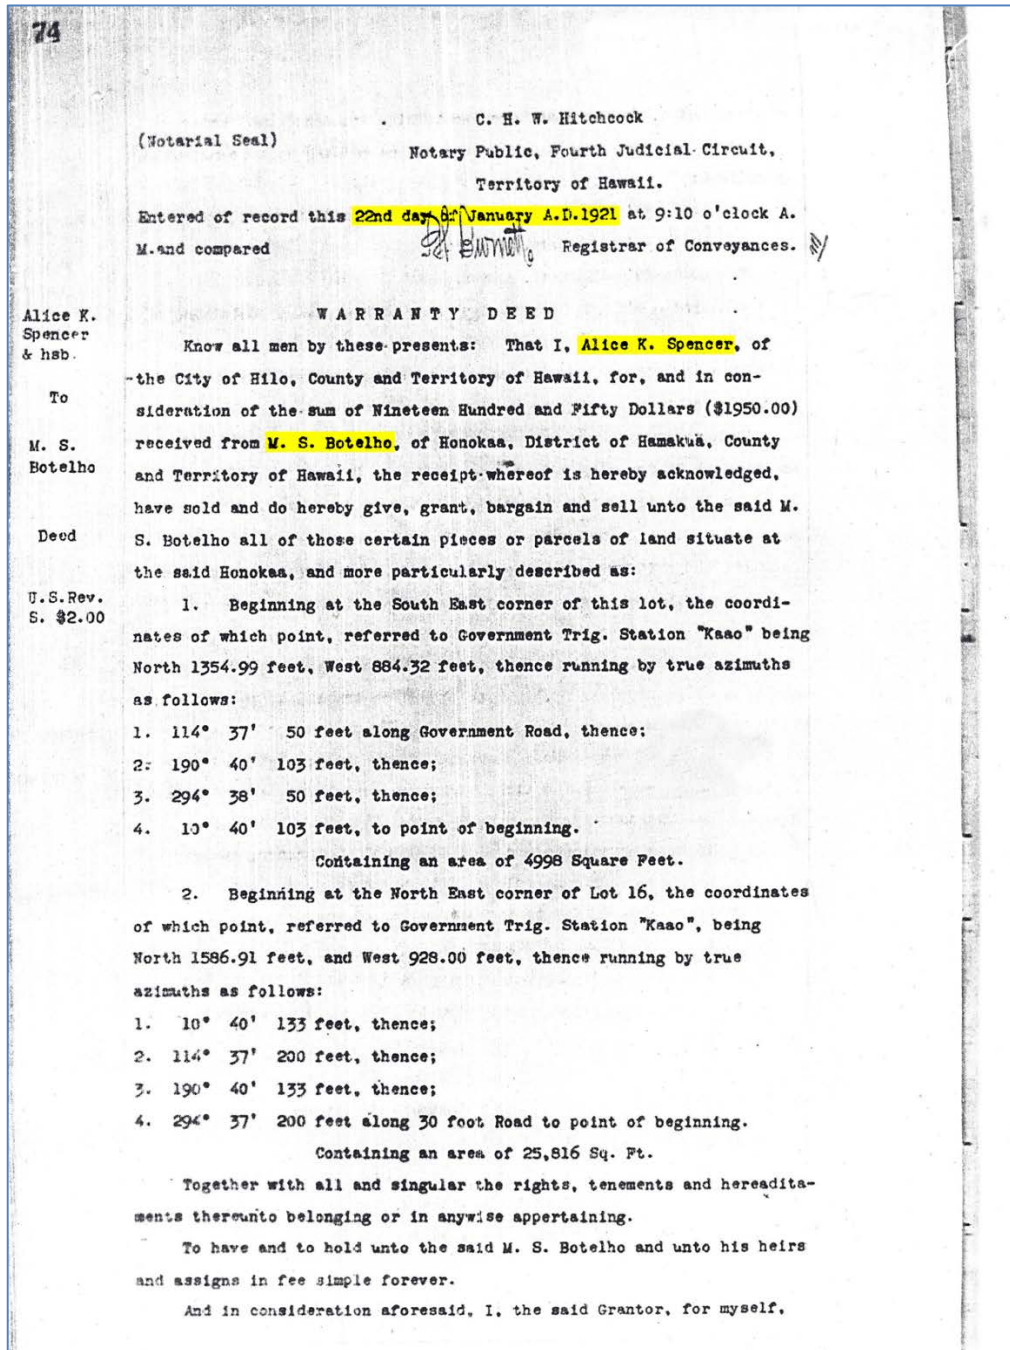 74
C. H. W. Hitchcock
(Notarial Seal)
Notary Public, Fourth Judicial Circuit,
Territory of Hawaii.
Entered of record this 22nd day of January A.D.1921 at 9:10 o'clock A.
M.and compared Registrar of Conveyances.
Alice K.
Spencer
& hsb.
To
M. S.
Botelho
Deed
U.S.Rev.
S. $2.00
WARRANTY DEED
Know all men by these presents: That I, Alice K. Spencer, of
the City of Hilo, County and Territory of Hawaii, for, and in con-
sideration of the sum of Nineteen Hundred and Fifty Dollars ($1950.00)
received from M. S. Botelho, of Honokaa, District of Hamakua, County
and Territory of Hawaii, the receipt whereof is hereby acknowledged,
have sold and do hereby give, grant, bargain and sell unto the said M.
S. Botelho all of those certain pieces or parcels of land situate at
the said Honokaa, and more particularly described as:
1. Beginning at the South East corner of this lot, the coordi-
nates of which point, referred to Government Trig. Station "Kaao" being
North 1354.99 feet, West 884.32 feet, thence running by true azimuths
as follows:
1. 114° 37' 50 feet along Government Road, thence;
2. 190° 40' 103 feet, thence;
3. 294° 38' 50 feet, thence;
4. 10° 40' 103 feet, to point of beginning.
Containing an area of 4998 Square Feet.
2. Beginning at the North East corner of Lot 16, the coordinates
of which point, referred to Government Trig. Station "Kaao", being
North 1586.91 feet, and West 928.00 feet, thence running by true
azimuths as follows:
1. 10° 40' 133 feet, thence;
2. 114° 37' 200 feet, thence;
3. 190° 40' 133 feet, thence;
4. 294° 37' 200 feet along 30 foot Road to point of beginning.
Containing an area of 25,816 Sq. Ft.
Together with all and singular the rights, tenements and hereadita-
ments thereunto belonging or in anywise appertaining.
To have and to hold unto the said M. S. Botelho and unto his heirs
and assigns in fee simple forever.
And in consideration aforesaid, I, the said Grantor, for myself,